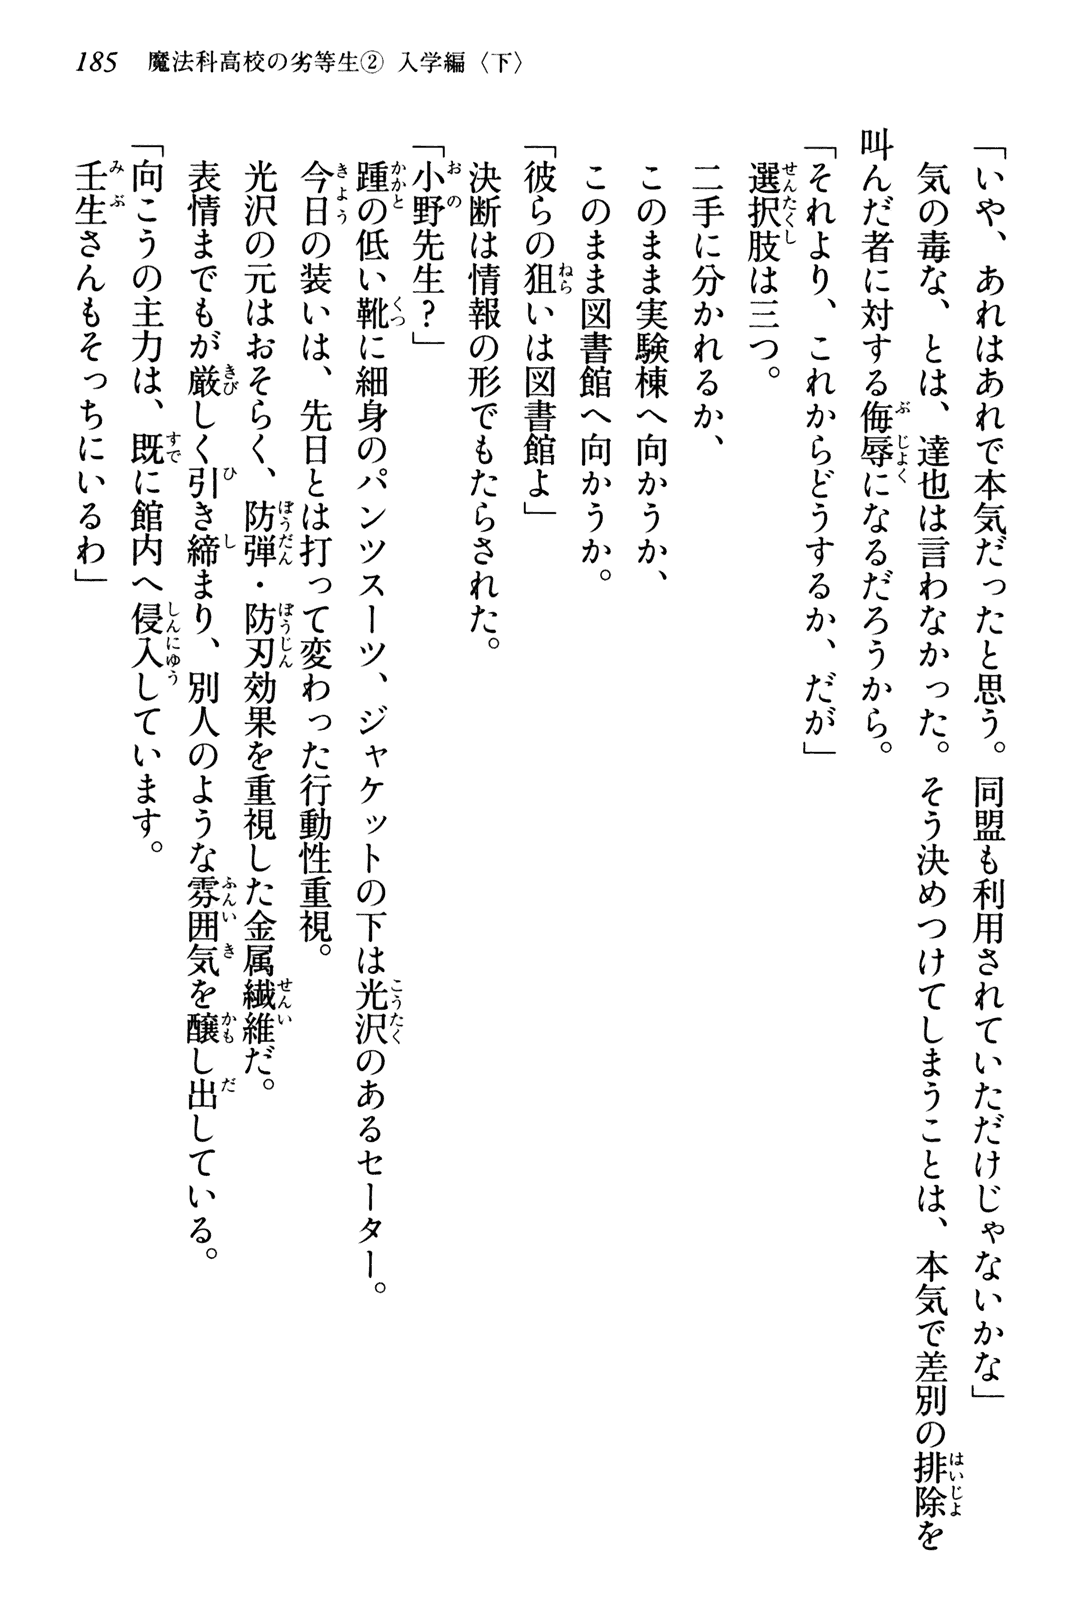 185 魔法科高校の劣等生② 入学編〈下〉
「いや、あれはあれで本気だったと思う。同盟も利用されていただけじゃないかな」
気の毒な、とは、達也は言わなかった。そう決めつけてしまうことは、本気で差別の排除を
叫んだ者に対する侮辱になるだろうから。
「それより、これからどうするか、だが」
選択肢は三つ。
二手に分かれるか、
このまま実験棟へ向かうか、
このまま図書館へ向かうか。
「彼らの狙いは図書館よ」
決断は情報の形でもたらされた。
「小野先生？」
踵の低い靴に細身のパンツスーツ、ジャケットの下は光沢のあるセーター。
今日の装いは、先日とは打って変わった行動性重視。
光沢の元はおそらく、防弾・防刃効果を重視した金属繊維だ。
表情までもが厳しく引き締まり、別人のような雰囲気を醸し出している。
「向こうの主力は、既に館内へ侵入しています。
壬生さんもそっちにいるわ」